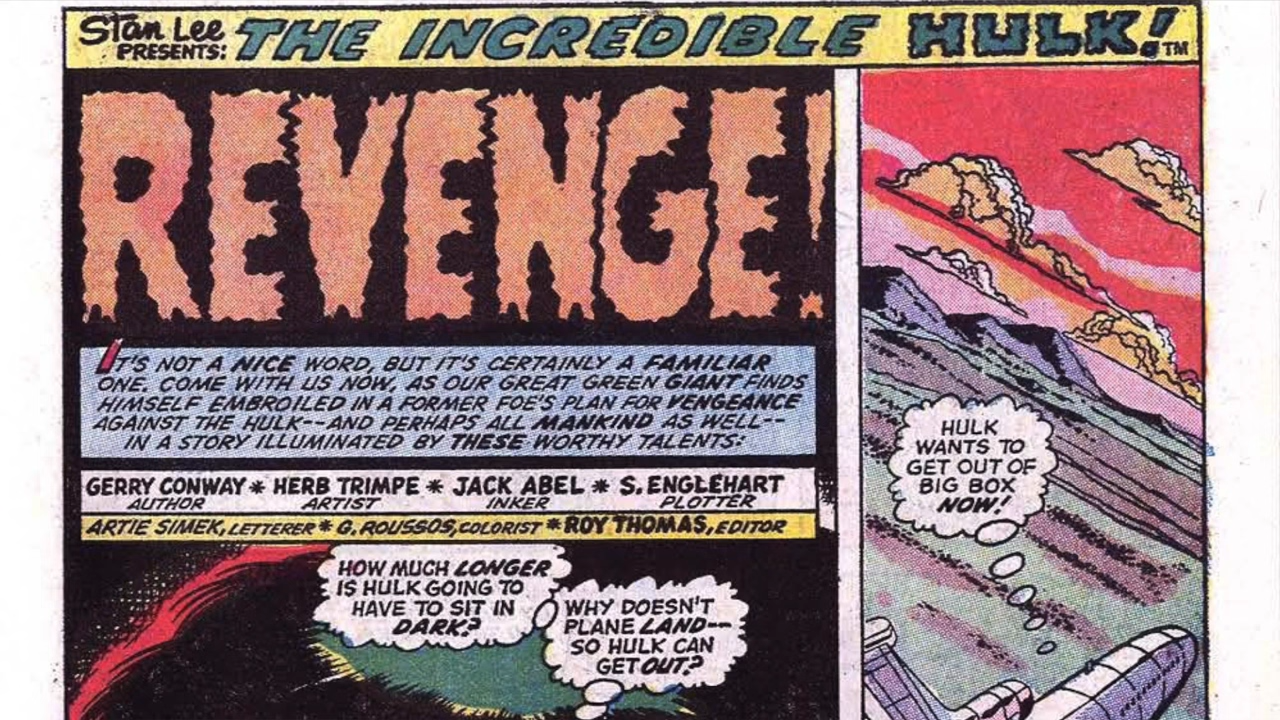 Stan Lee
PRESENTS: THE INCREDIBLE HULK!™
REVENGE!
IT'S NOT A NICE WORD, BUT IT'S CERTAINLY A FAMILIAR
ONE. COME WITH US NOW, AS OUR GREAT GREEN GIANT FINDS
HIMSELF EMBROILED IN A FORMER FOE'S PLAN FOR VENGEANCE
AGAINST THE HULK--AND PERHAPS ALL MANKIND AS WELL--
IN A STORY ILLUMINATED BY THESE WORTHY TALENTS:
GERRY CONWAY * HERB TRIMPE * JACK ABEL * S. ENGLEHART
AUTHOR ARTIST INKER PLOTTER
ARTIE SIMEK, LETTERER * G. ROUSSOS, COLORIST * ROY THOMAS, EDITOR
HOW MUCH LONGER
IS HULK GOING TO
HAVE TO SIT IN
DARK?
WHY DOESN'T
PLANE LAND--
SO HULK CAN
GET OUT?
HULK
WANTS TO
GET OUT OF
BIG BOX
NOW!